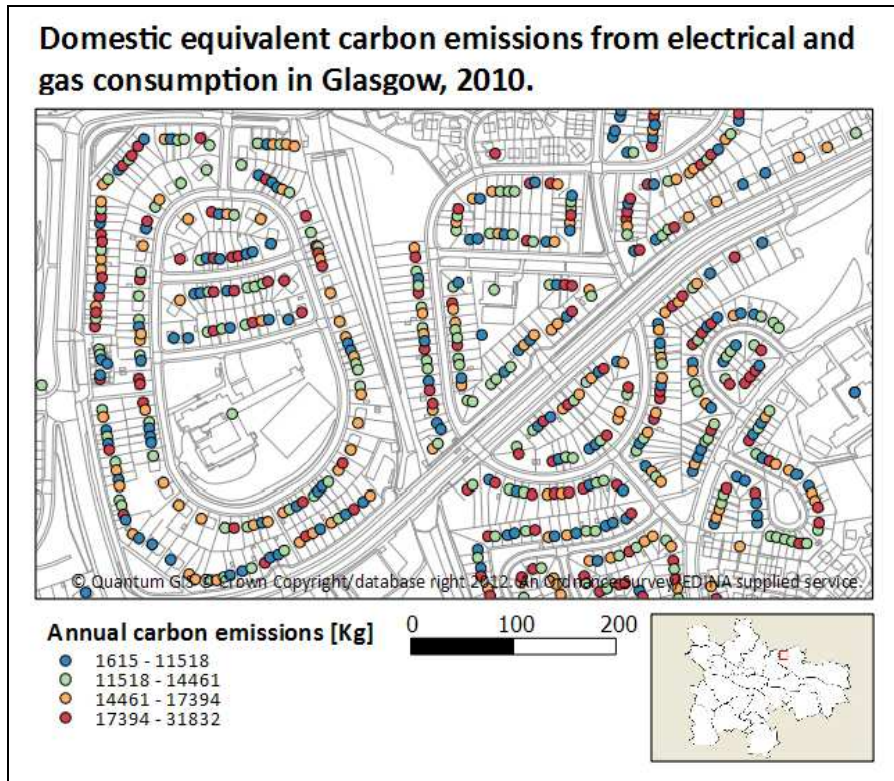 Domestic equivalent carbon emissions from electrical and
gas consumption in Glasgow, 2010.
© Quantum GIS © Crown Copyright/database right 2012. An Ordnance Survey/EDINA supplied service.
Annual carbon emissions [Kg]
1615 - 11518
11518 - 14461
14461 - 17394
17394 - 31832
0 100 200